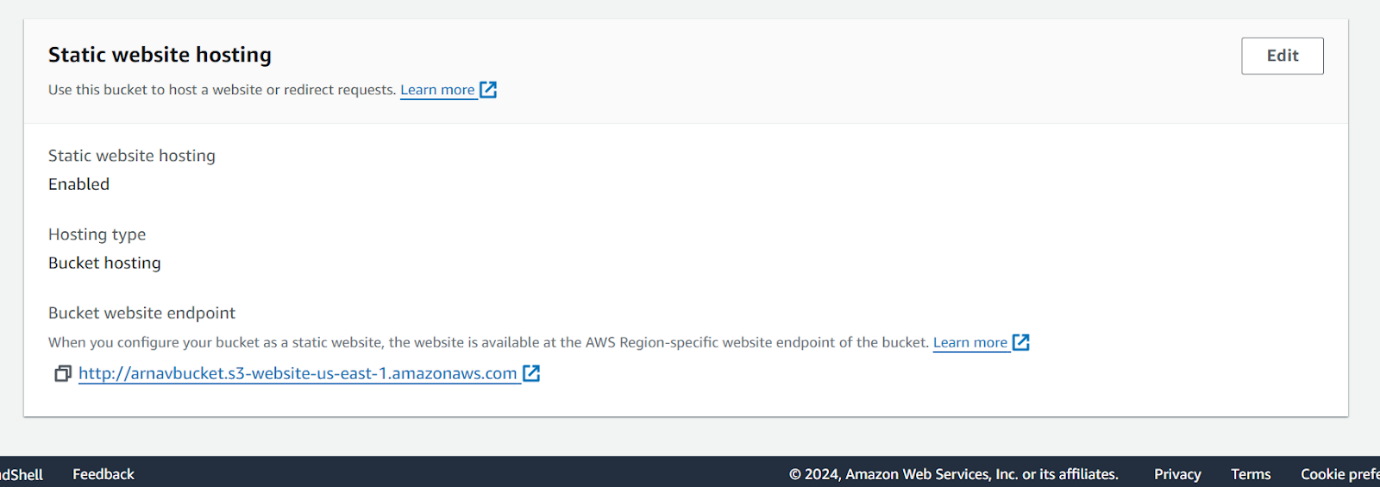 Static website hosting
Edit
Use this bucket to host a website or redirect requests. Learn more
Static website hosting
Enabled
Hosting type
Bucket hosting
Bucket website endpoint
When you configure your bucket as a static website, the website is available at the AWS Region-specific website endpoint of the bucket. Learn more
http://arnavbucket.s3-website-us-east-1.amazonaws.com
dShell Feedback © 2024, Amazon Web Services, Inc. or its affiliates. Privacy Terms Cookie prefe